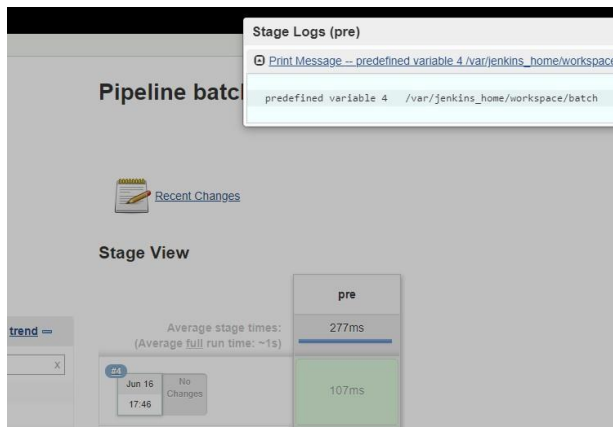 Stage Logs (pre)
Print Message -- predefined variable 4 /var/jenkins_home/workspace
predefined variable 4 /var/jenkins_home/workspace/batch
Pipeline batc
Recent Changes
Stage View
pre
Average stage times:
(Average full run time: ~1s)
277ms
trend
X
#4
Jun 16
17:46
No
Changes
107ms